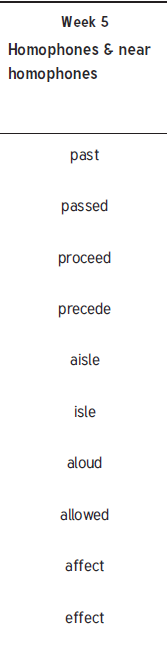 Week 5
Homophones & near
homophones
past
passed
proceed
precede
aisle
isle
aloud
allowed
affect
effect